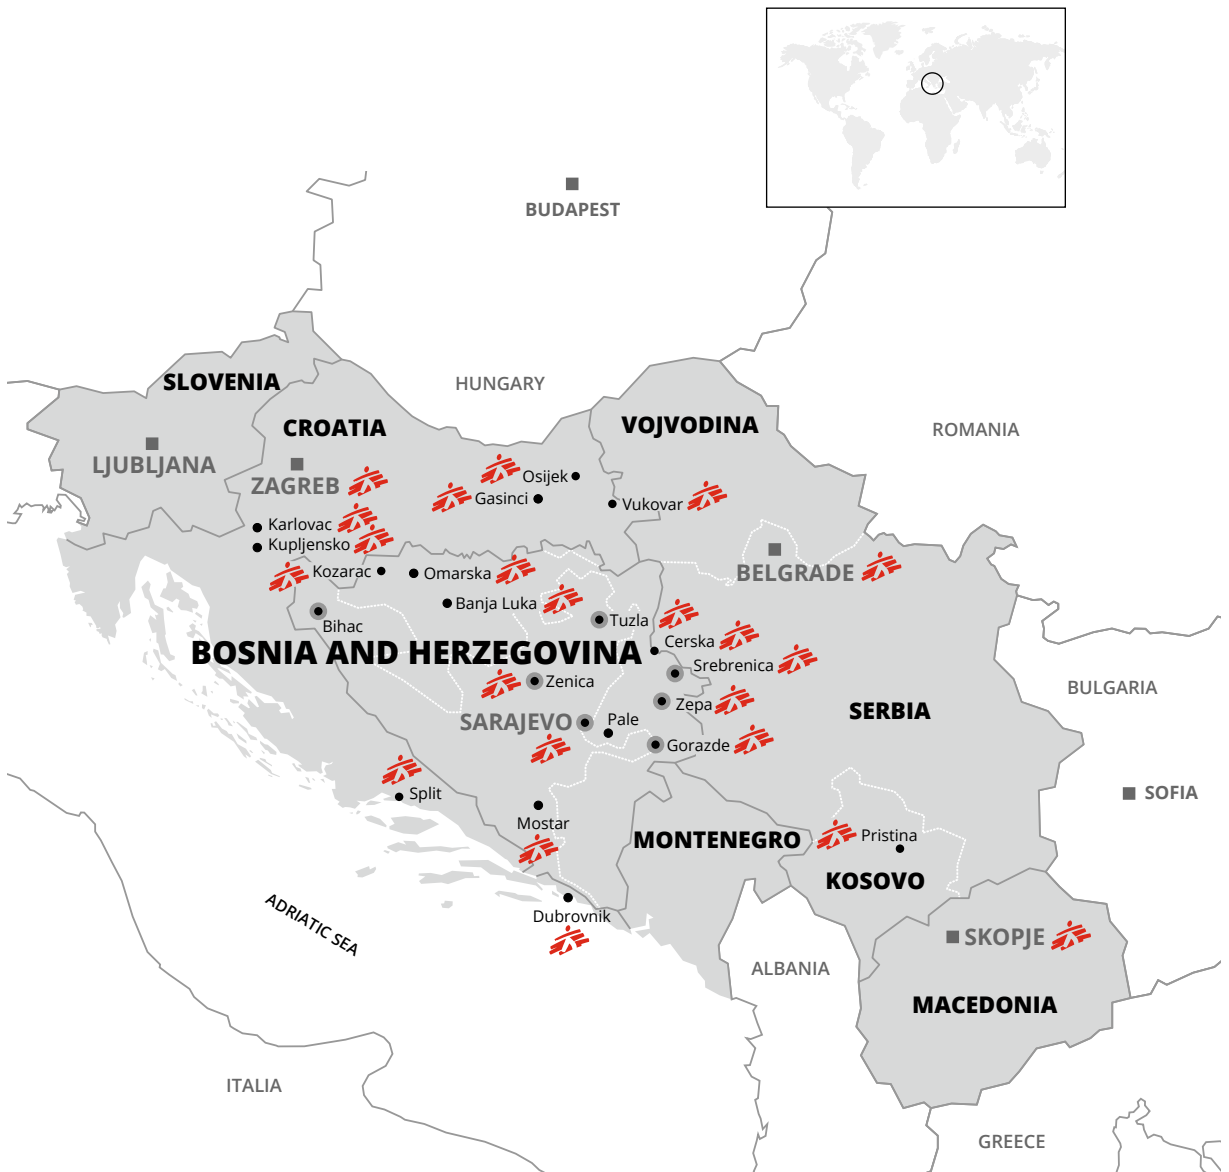 BUDAPEST
SLOVENIA
HUNGARY
CROATIA
VOJVODINA
ROMANIA
LJUBLJANA
ZAGREB
Osijek
Gasinci
Vukovar
Karlovac
Kupljensko
Kozarac
Omarska
BELGRADE
Banja Luka
Tuzla
Bihac
Cerska
BOSNIA AND HERZEGOVINA
Srebrenica
Zenica
BULGARIA
Zepa
SERBIA
SARAJEVO
Pale
Gorazde
Split
SOFIA
Mostar
MONTENEGRO
Pristina
KOSOVO
Dubrovnik
ADRIATIC SEA
SKOPJE
ALBANIA
MACEDONIA
ITALIA
GREECE